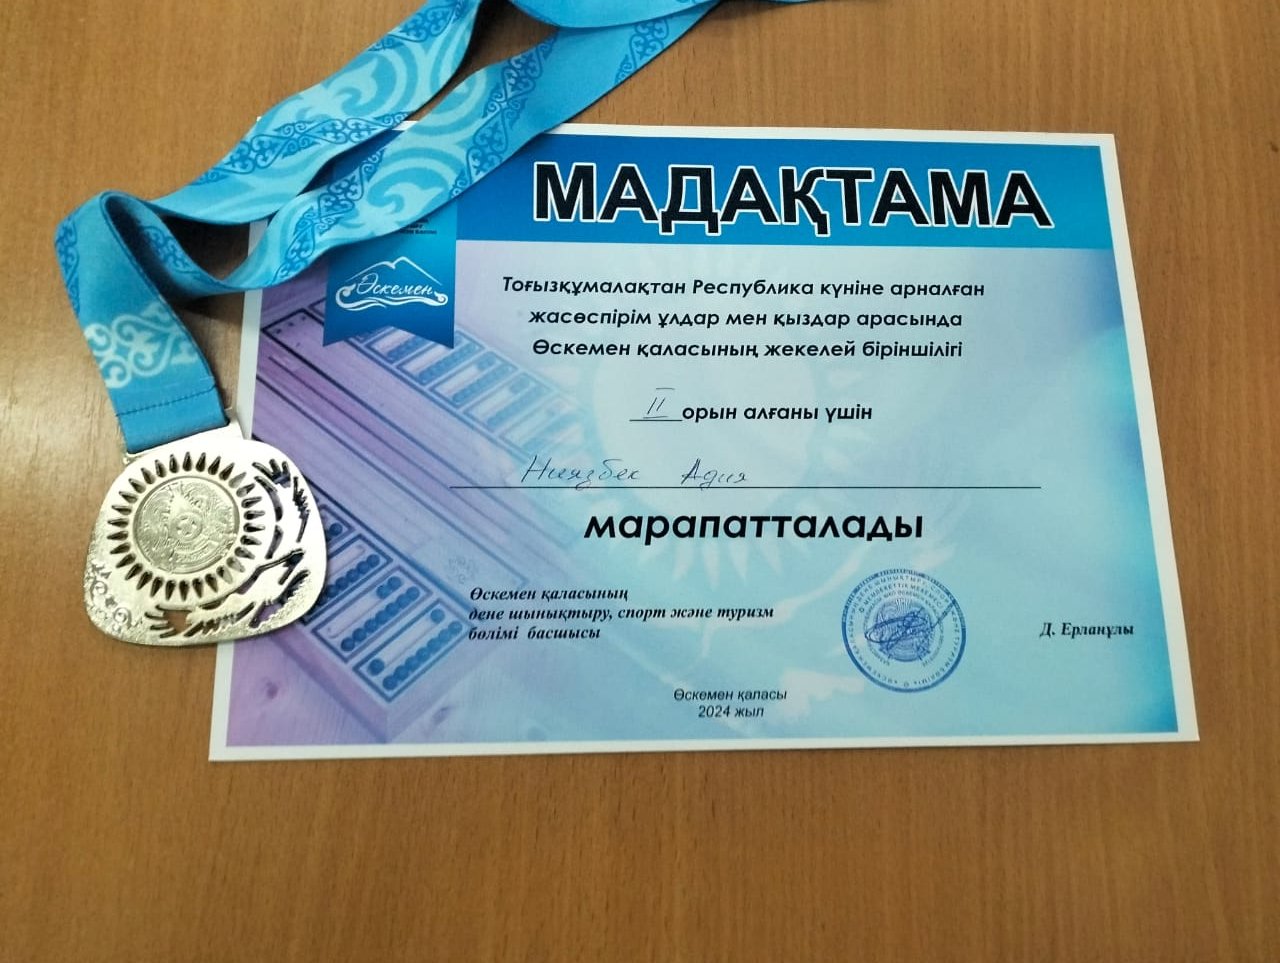 МАДАҚТАМА
Өскемен
Тоғызқұмалақтан Республика күніне арналған
жасөспірім ұлдар мен қыздар арасында
Өскемен қаласының жекелей біріншілігі
II орын алғаны үшін
Ниязбек Адия
марапатталады
Өскемен қаласының
дене шынықтыру, спорт және туризм
бөлімі басшысы
Д. Ерланұлы
Өскемен қаласы
2024 жыл